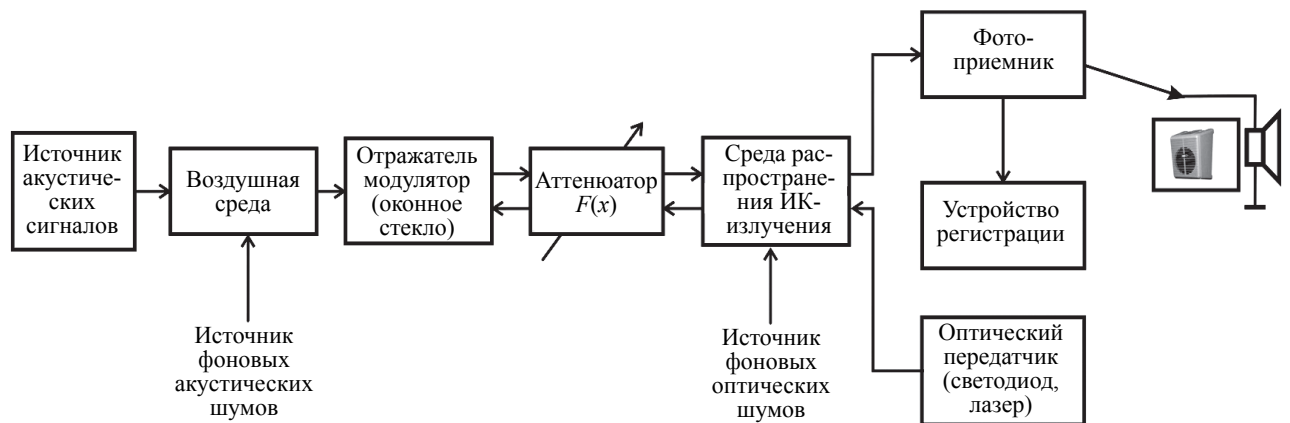 Источник
акустиче-
ских
сигналов
Воздушная
среда
Отражатель
модулятор
(оконное
стекло)
Аттенюатор
F(x)
Среда рас-
простране-
ния ИК-
излучения
Фото-
приемник
Устройство
регистрации
Оптический
передатчик
(светодиод,
лазер)
Источник
фоновых
акустических
шумов
Источник
фоновых
оптических
шумов